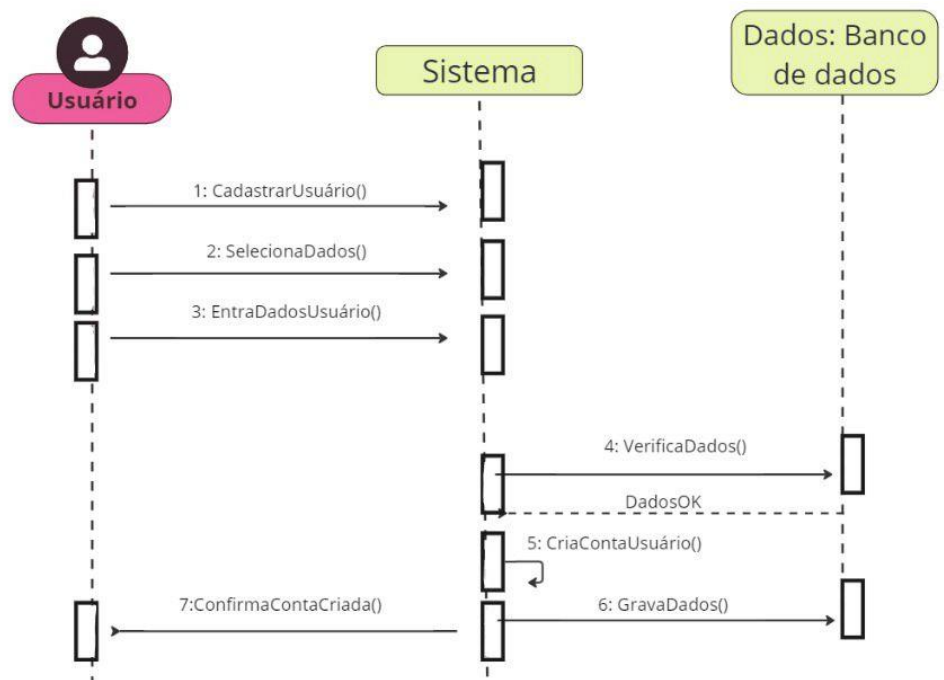 Usuário
Sistema
Dados: Banco
de dados
1: CadastrarUsuário()
2: SelecionaDados()
3: EntraDadosUsuário()
4: VerificaDados()
DadosOK
5: CriaContaUsuário()
7:ConfirmaContaCriada()
6: GravaDados()